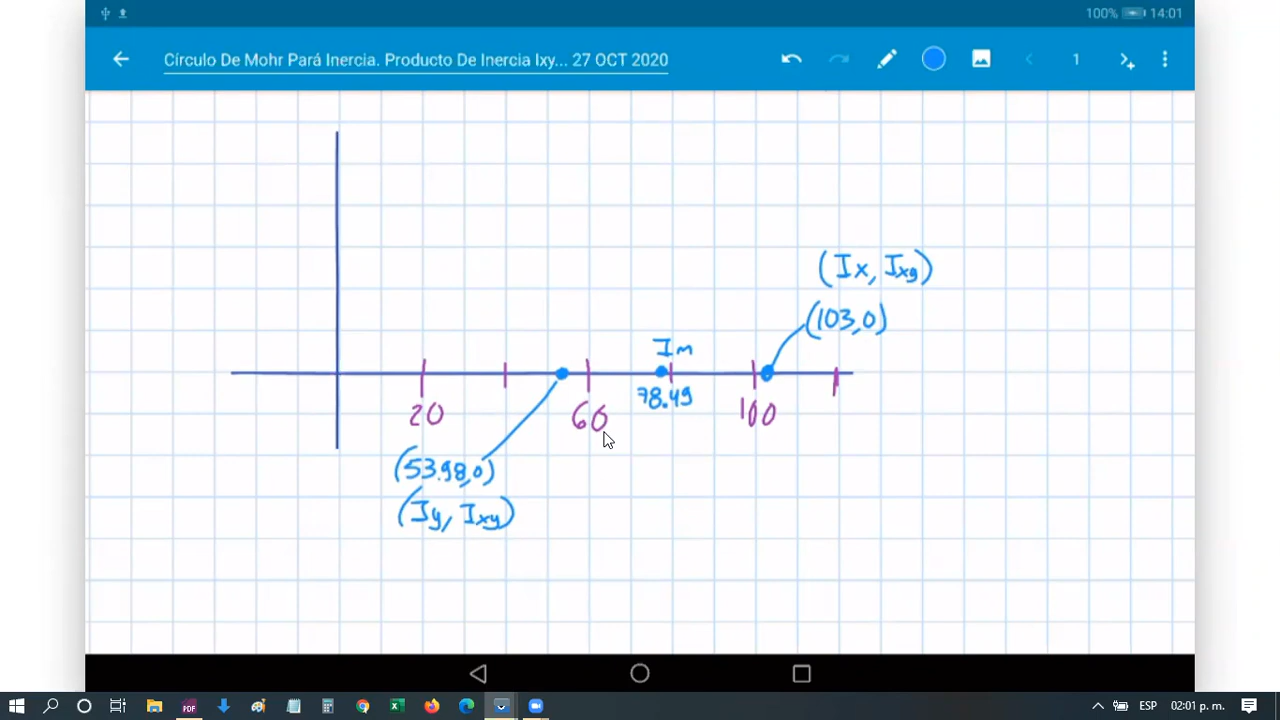 100% 14:01
Círculo De Mohr Pará Inercia. Producto De Inercia Ixy... 27 OCT 2020
1
(Ix, Ixy)
(103,0)
Im
78.49
20
60
100
(53.98,0)
(Iy, Ixy)
ESP 02:01 p. m.